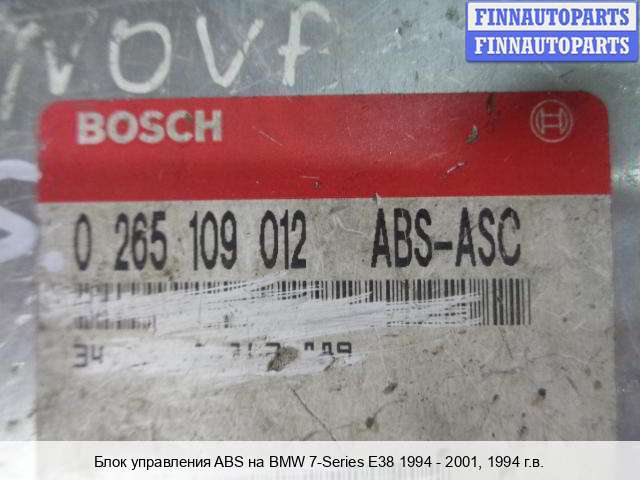 FINNAUTOPARTS
FINNAUTOPARTS
BOSCH
0 265 109 012 ABS-ASC
34
Блок управления ABS на BMW 7-Series E38 1994 - 2001, 1994 г.в.